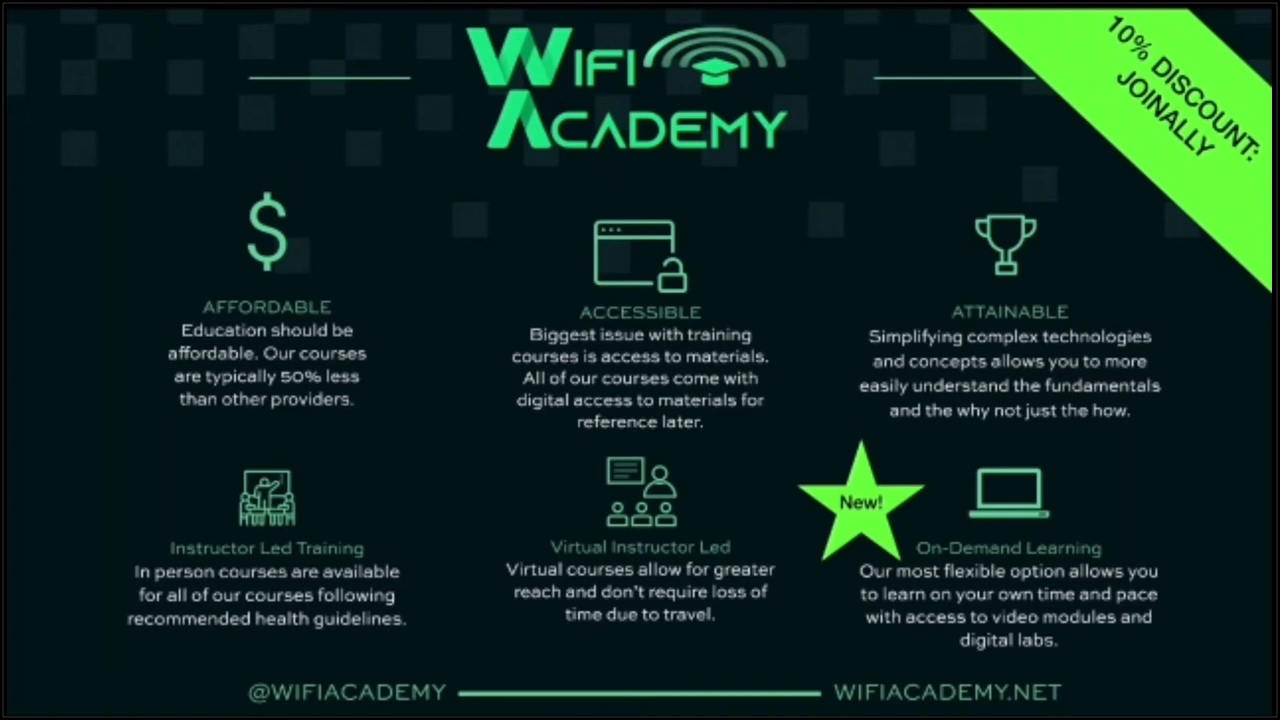 WIFI
ACADEMY
10% DISCOUNT:
JOINALLY
$
AFFORDABLE
Education should be
affordable. Our courses
are typically 50% less
than other providers.
ACCESSIBLE
Biggest issue with training
courses is access to materials.
All of our courses come with
digital access to materials for
reference later.
ATTAINABLE
Simplifying complex technologies
and concepts allows you to more
easily understand the fundamentals
and the why not just the how.
Instructor Led Training
In person courses are available
for all of our courses following
recommended health guidelines.
Virtual Instructor Led
Virtual courses allow for greater
reach and don't require loss of
time due to travel.
New!
On-Demand Learning
Our most flexible option allows you
to learn on your own time and pace
with access to video modules and
digital labs.
@WIFIACADEMY
WIFIACADEMY.NET